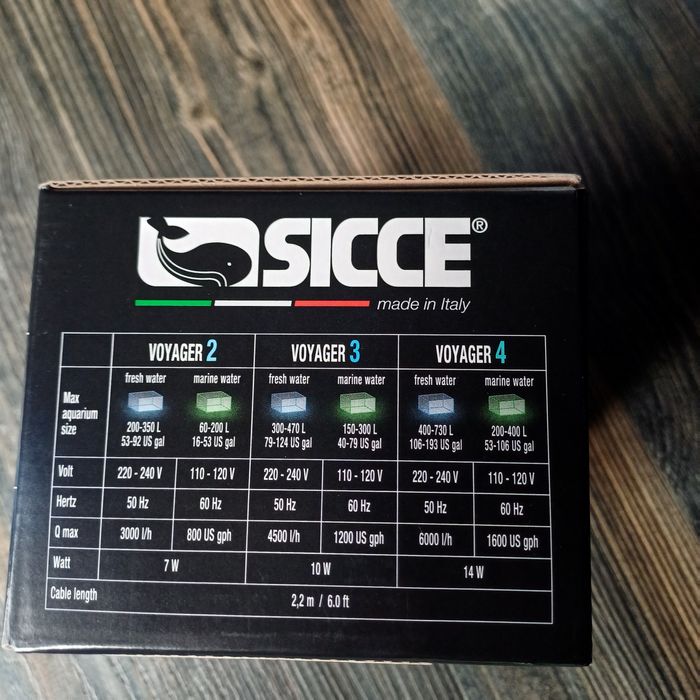 SICCE®
made in Italy
VOYAGER 2 VOYAGER 3 VOYAGER 4
fresh water marine water fresh water marine water fresh water marine water
Max
aquarium
size
200-350 L 60-200 L 300-470 L 150-300 L 400-730 L 200-400 L
53-92 US gal 16-53 US gal 79-124 US gal 40-79 US gal 106-193 US gal 53-106 US gal
Volt 220 - 240 V 110 - 120 V 220 - 240 V 110 - 120 V 220 - 240 V 110 - 120 V
Hertz 50 Hz 60 Hz 50 Hz 60 Hz 50 Hz 60 Hz
Q max 3000 l/h 800 US gph 4500 l/h 1200 US gph 6000 l/h 1600 US gph
Watt 7 W 10 W 14 W
Cable length 2,2 m / 6.0 ft